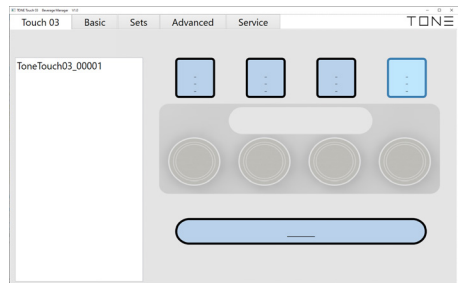 TONE Touch 03 Beverage Manager v1.0
Touch 03 Basic Sets Advanced Service TONE
ToneTouch03_00001